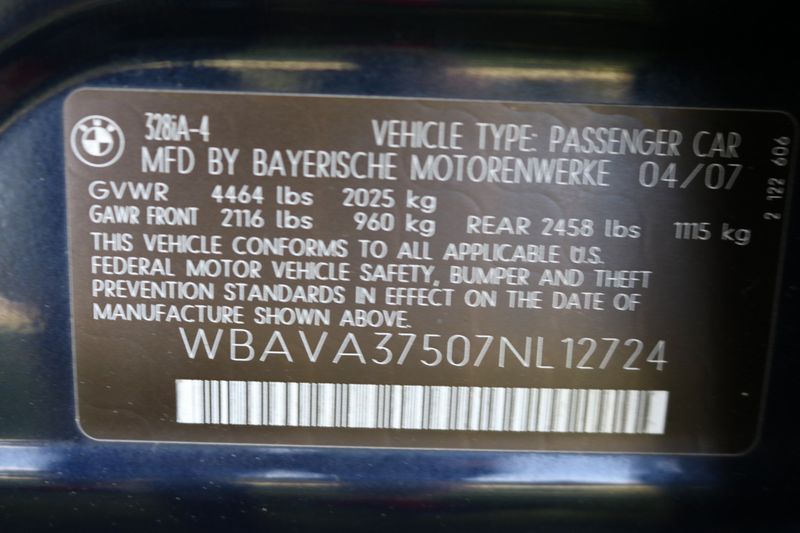 BMW
328iA-4
VEHICLE TYPE: PASSENGER CAR
MFD BY BAYERISCHE MOTORENWERKE 04/07
GVWR 4464 lbs 2025 kg
GAWR FRONT 2116 lbs 960 kg REAR 2458 lbs 1115 kg
THIS VEHICLE CONFORMS TO ALL APPLICABLE U.S.
FEDERAL MOTOR VEHICLE SAFETY, BUMPER AND THEFT
PREVENTION STANDARDS IN EFFECT ON THE DATE OF
MANUFACTURE SHOWN ABOVE.
WBAVA37507NL12724
2 122 606